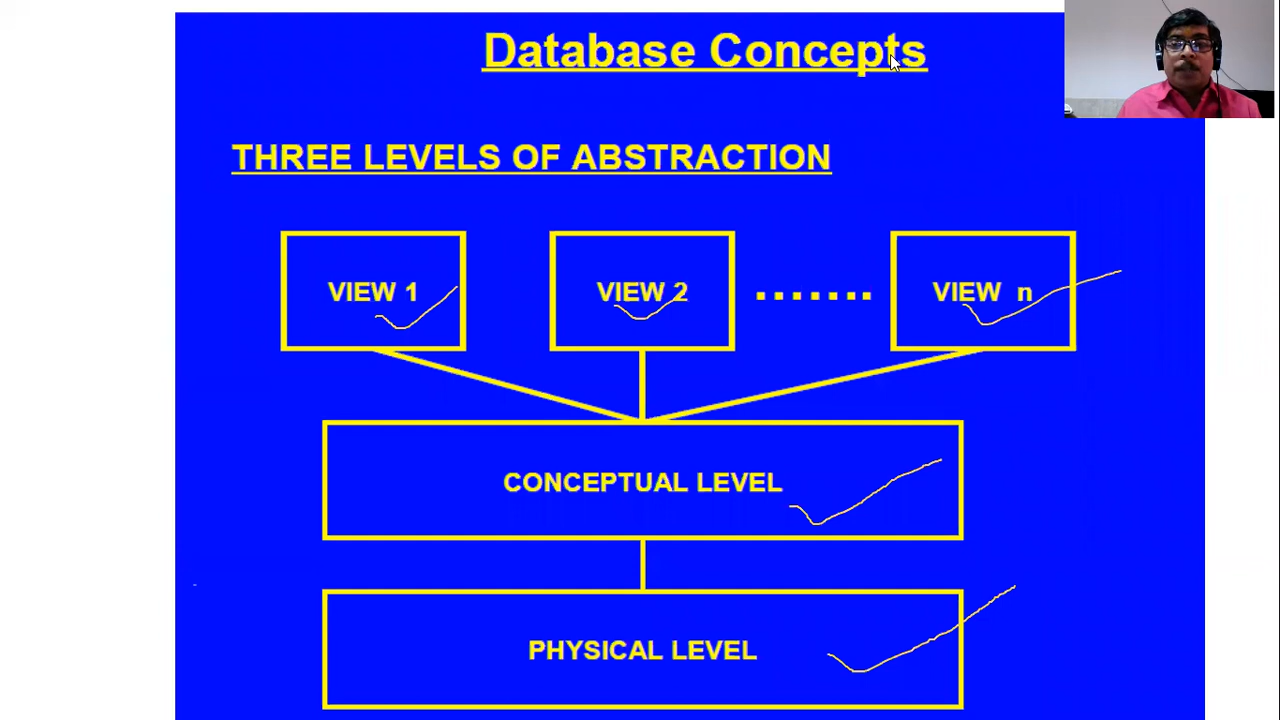 Database Concepts
THREE LEVELS OF ABSTRACTION
VIEW 1
VIEW 2
.......
VIEW n
CONCEPTUAL LEVEL
PHYSICAL LEVEL